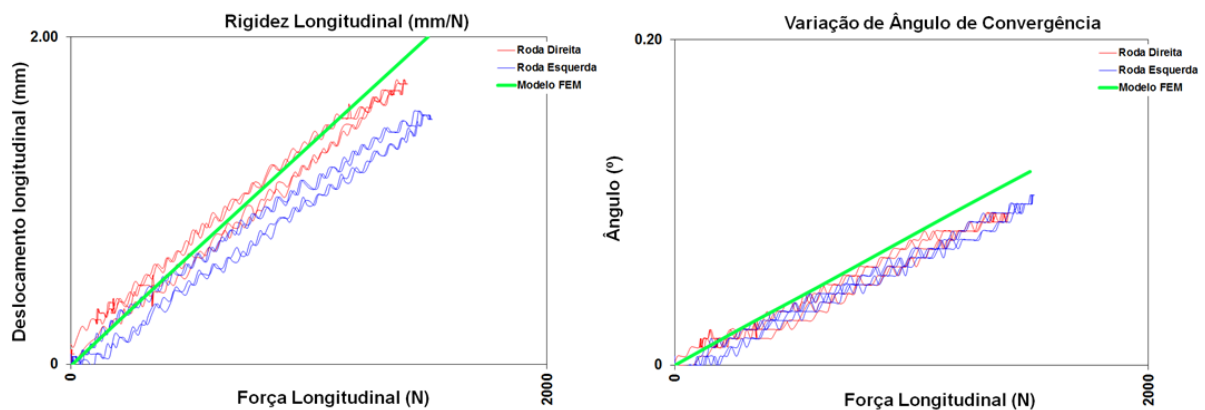 Rigidez Longitudinal (mm/N)
2.00
Roda Direita
Roda Esquerda
Modelo FEM
Deslocamento longitudinal (mm)
0
0
2000
Força Longitudinal (N)
Variação de Ângulo de Convergência
0.20
Roda Direita
Roda Esquerda
Modelo FEM
Ângulo (º)
0
0
2000
Força Longitudinal (N)